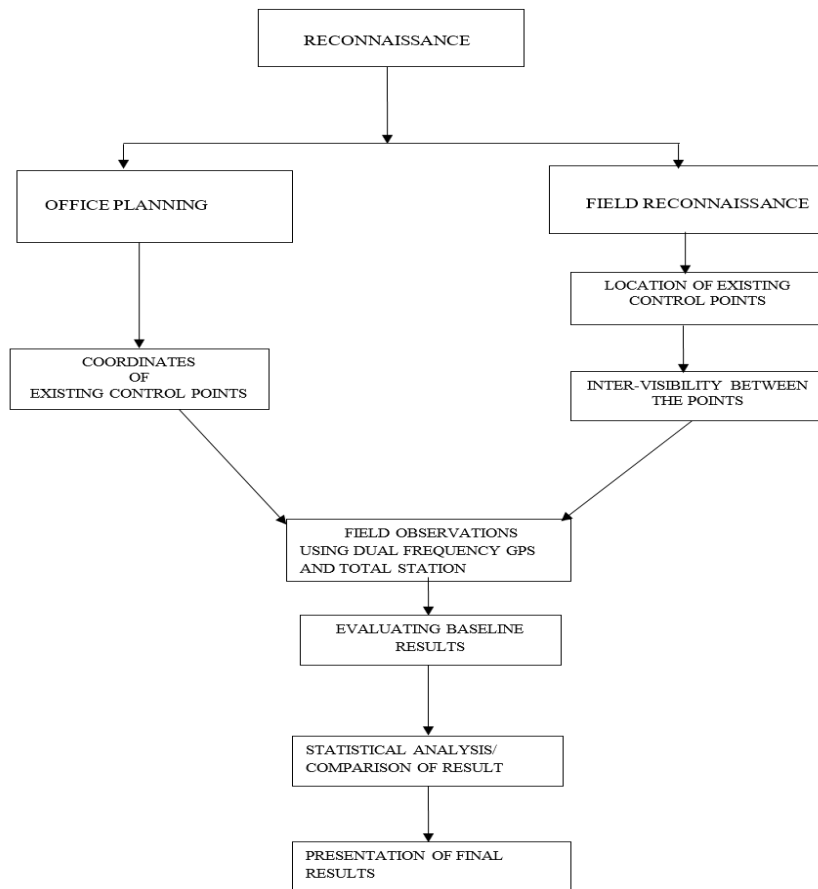 RECONNAISSANCE
OFFICE PLANNING
FIELD RECONNAISSANCE
LOCATION OF EXISTING
CONTROL POINTS
COORDINATES
OF
EXISTING CONTROL POINTS
INTER-VISIBILITY BETWEEN
THE POINTS
FIELD OBSERVATIONS
USING DUAL FREQUENCY GPS
AND TOTAL STATION
EVALUATING BASELINE
RESULTS
STATISTICAL ANALYSIS/
COMPARISON OF RESULT
PRESENTATION OF FINAL
RESULTS